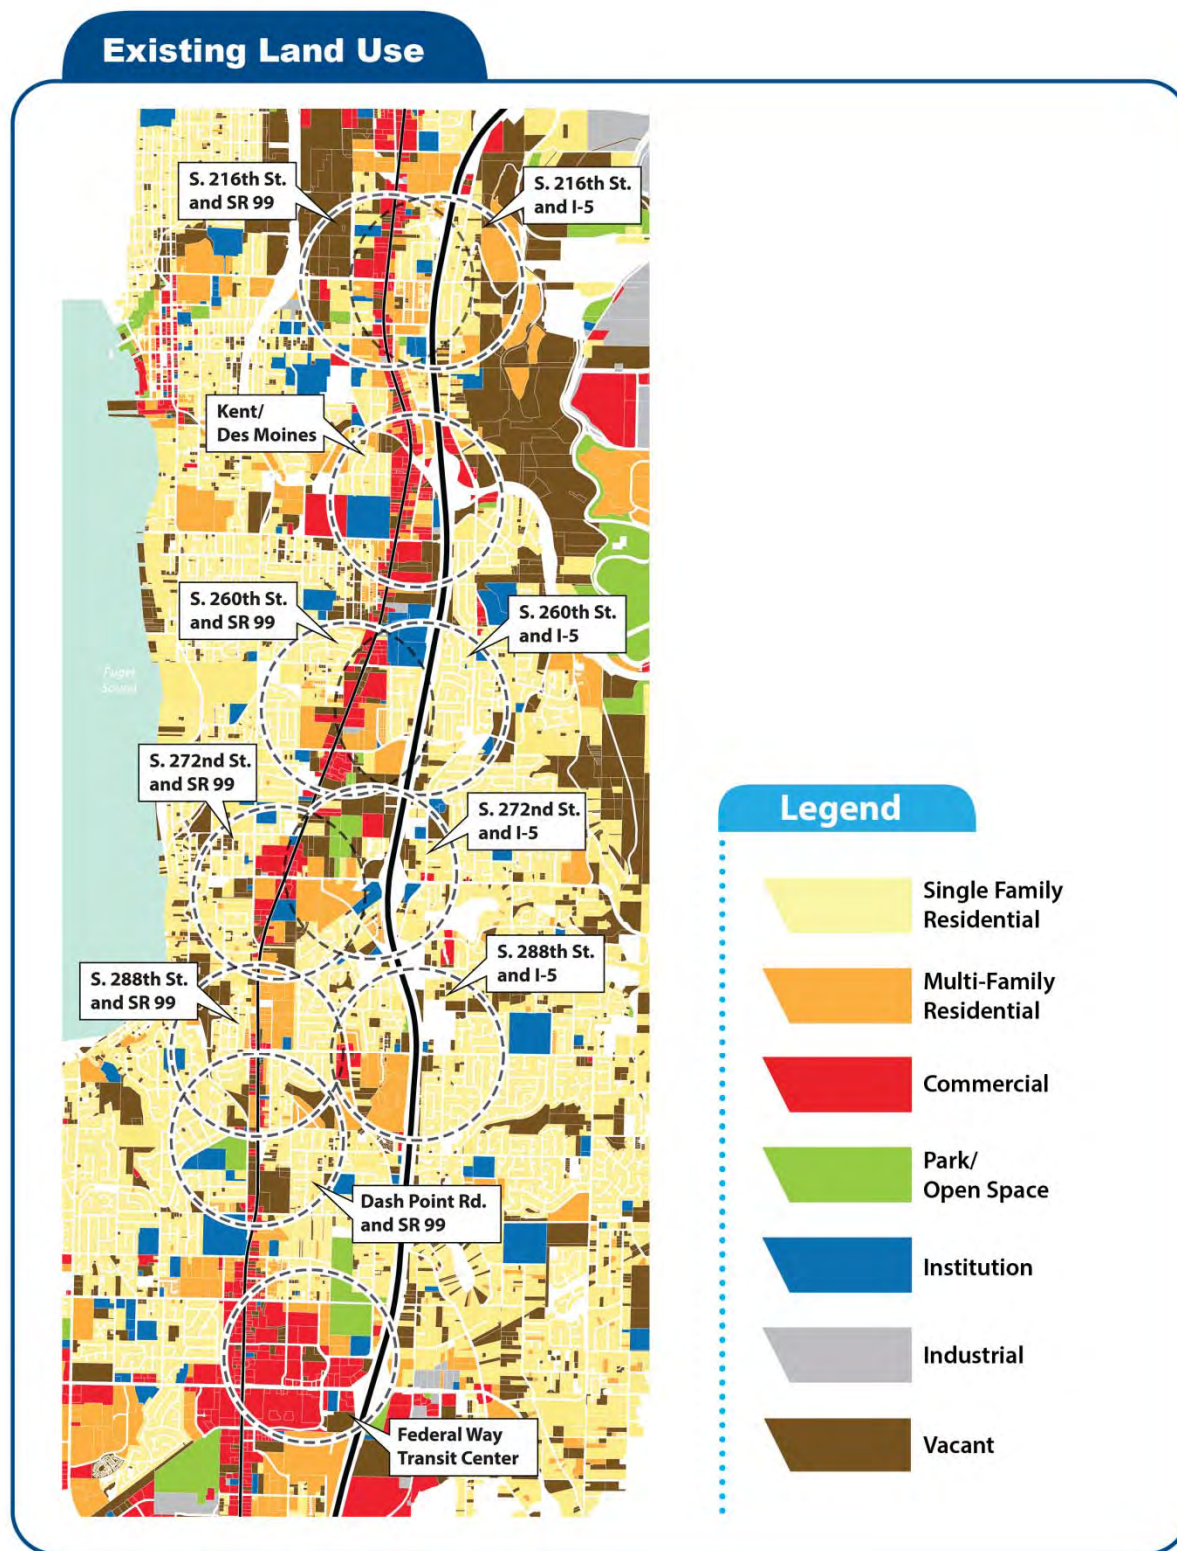 Existing Land Use
S. 216th St.
and SR 99
S. 216th St.
and I-5
Kent/
Des Moines
S. 260th St.
and SR 99
S. 260th St.
and I-5
Puget
Sound
S. 272nd St.
and SR 99
S. 272nd St.
and I-5
S. 288th St.
and SR 99
S. 288th St.
and I-5
Dash Point Rd.
and SR 99
Federal Way
Transit Center
Legend
Single Family
Residential
Multi-Family
Residential
Commercial
Park/
Open Space
Institution
Industrial
Vacant